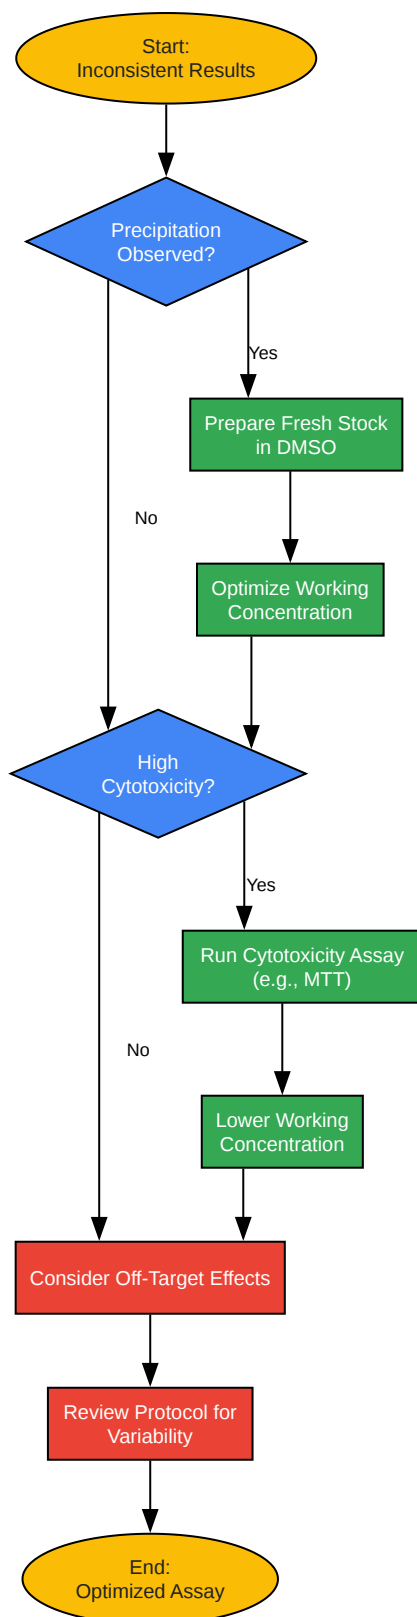 Start:
Inconsistent Results
Precipitation
Observed?
Yes
Prepare Fresh Stock
in DMSO
No
Optimize Working
Concentration
High
Cytotoxicity?
Yes
Run Cytotoxicity Assay
(e.g., MTT)
No
Lower Working
Concentration
Consider Off-Target Effects
Review Protocol for
Variability
End:
Optimized Assay